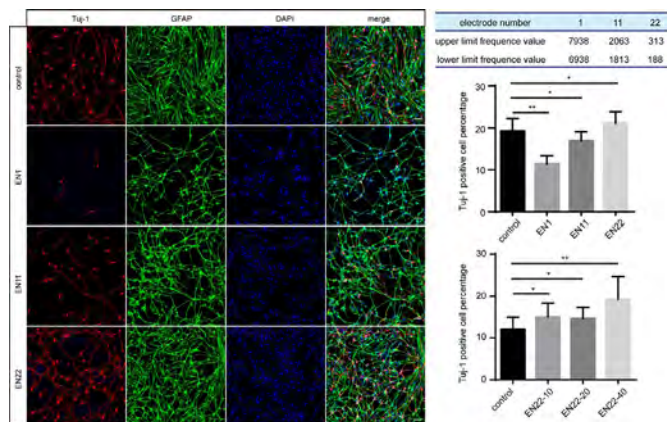 Tuj-1 GFAP DAPI merge
control
EN1
EN11
EN22
electrode number 1 11 22
upper limit frequence value 7938 2063 313
lower limit frequence value 6938 1813 188
Tuj-1 positive cell percentage
30
20
10
0
*
*
**
control EN1 EN11 EN22
Tuj-1 positive cell percentage
30
20
10
0
**
*
*
control EN22-10 EN22-20 EN22-40